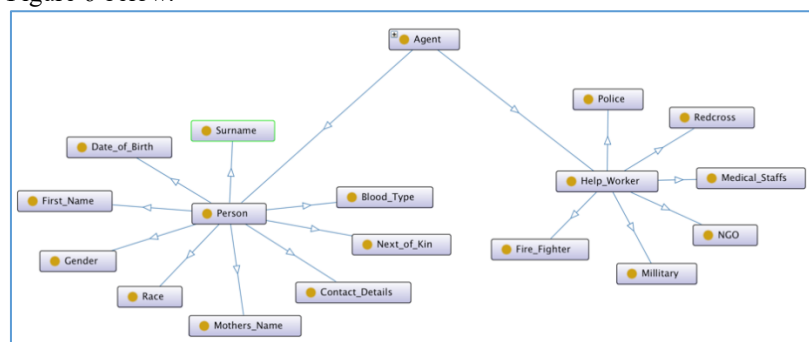 Figure below.
Agent
Police
Redcross
Surname
Date_of_Birth
Medical_Staffs
Help_Worker
Blood_Type
First_Name
Person
NGO
Next_of_Kin
Fire_Fighter
Gender
Millitary
Contact_Details
Race
Mothers_Name